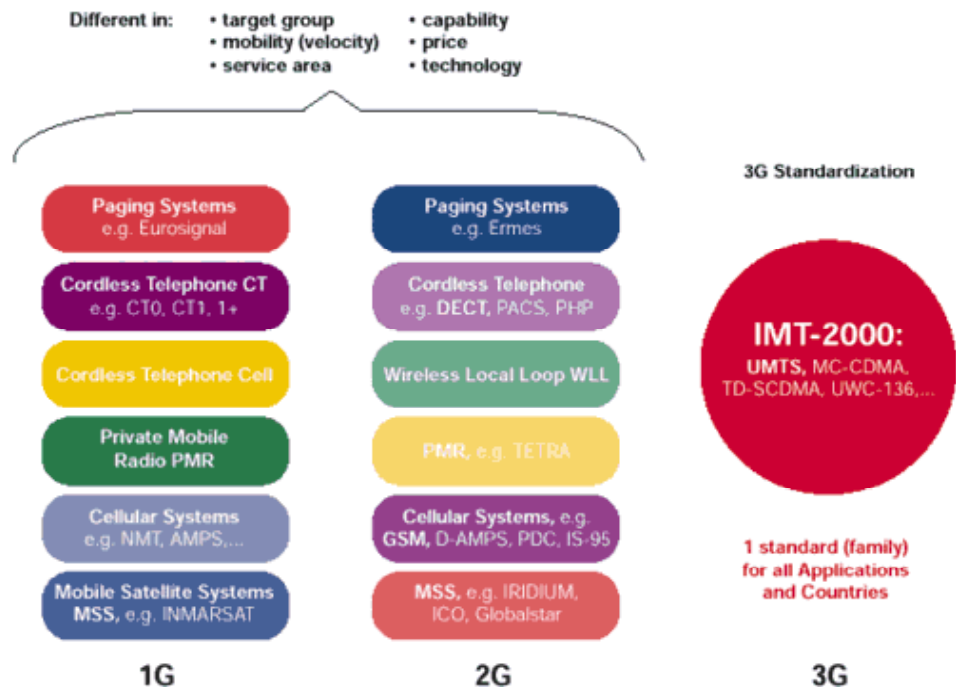 Different in:
• target group
• mobility (velocity)
• service area
• capability
• price
• technology
3G Standardization
Paging Systems
e.g. Eurosignal
Cordless Telephone CT
e.g. CT0, CT1, 1+
Cordless Telephone Cell
Private Mobile
Radio PMR
Cellular Systems
e.g. NMT, AMPS,...
Mobile Satellite Systems
MSS, e.g. INMARSAT
1G
Paging Systems
e.g. Ermes
Cordless Telephone
e.g. DECT, PACS, PHP
Wireless Local Loop WLL
PMR, e.g. TETRA
Cellular Systems, e.g.
GSM, D-AMPS, PDC, IS-95
MSS, e.g. IRIDIUM,
ICO, Globalstar
2G
IMT-2000:
UMTS, MC-CDMA,
TD-SCDMA, UWC-136,...
1 standard (family)
for all Applications
and Countries
3G